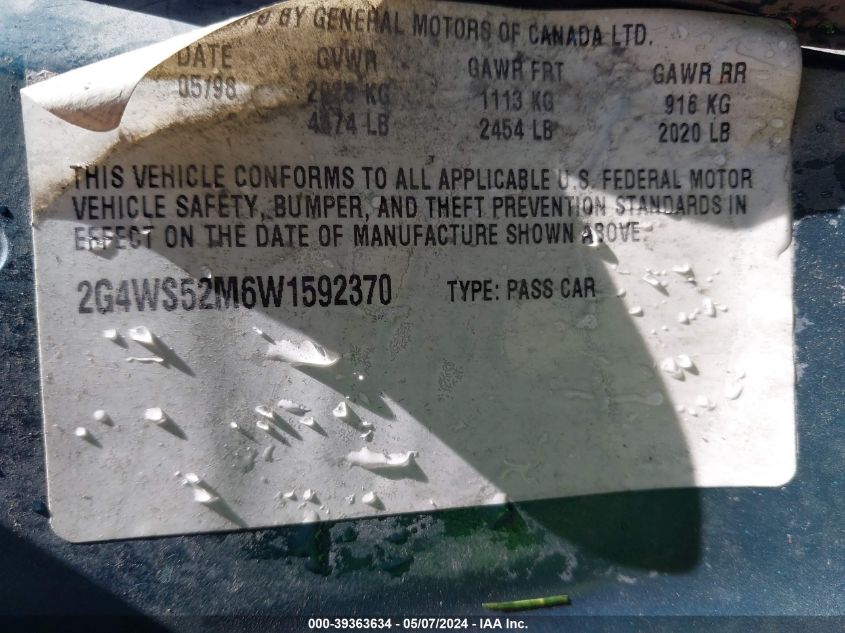 BY GENERAL MOTORS OF CANADA LTD.
DATE GVWR GAWR FRT GAWR RR
05/98 KG 1113 KG 916 KG
LB 2454 LB 2020 LB
THIS VEHICLE CONFORMS TO ALL APPLICABLE U.S. FEDERAL MOTOR
VEHICLE SAFETY, BUMPER, AND THEFT PREVENTION STANDARDS IN
EFFECT ON THE DATE OF MANUFACTURE SHOWN ABOVE.
2G4WS52M6W1592370 TYPE: PASS CAR
000-39363634 - 05/07/2024 - IAA Inc.